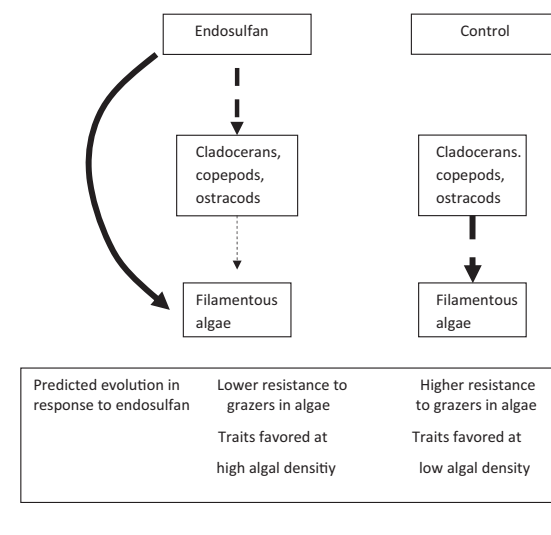 Endosulfan
Control
Cladocerans,
copepods,
ostracods
Cladocerans.
copepods,
ostracods
Filamentous
algae
Filamentous
algae
Predicted evolution in
response to endosulfan
Lower resistance to
grazers in algae
Traits favored at
high algal densitiy
Higher resistance
to grazers in algae
Traits favored at
low algal density